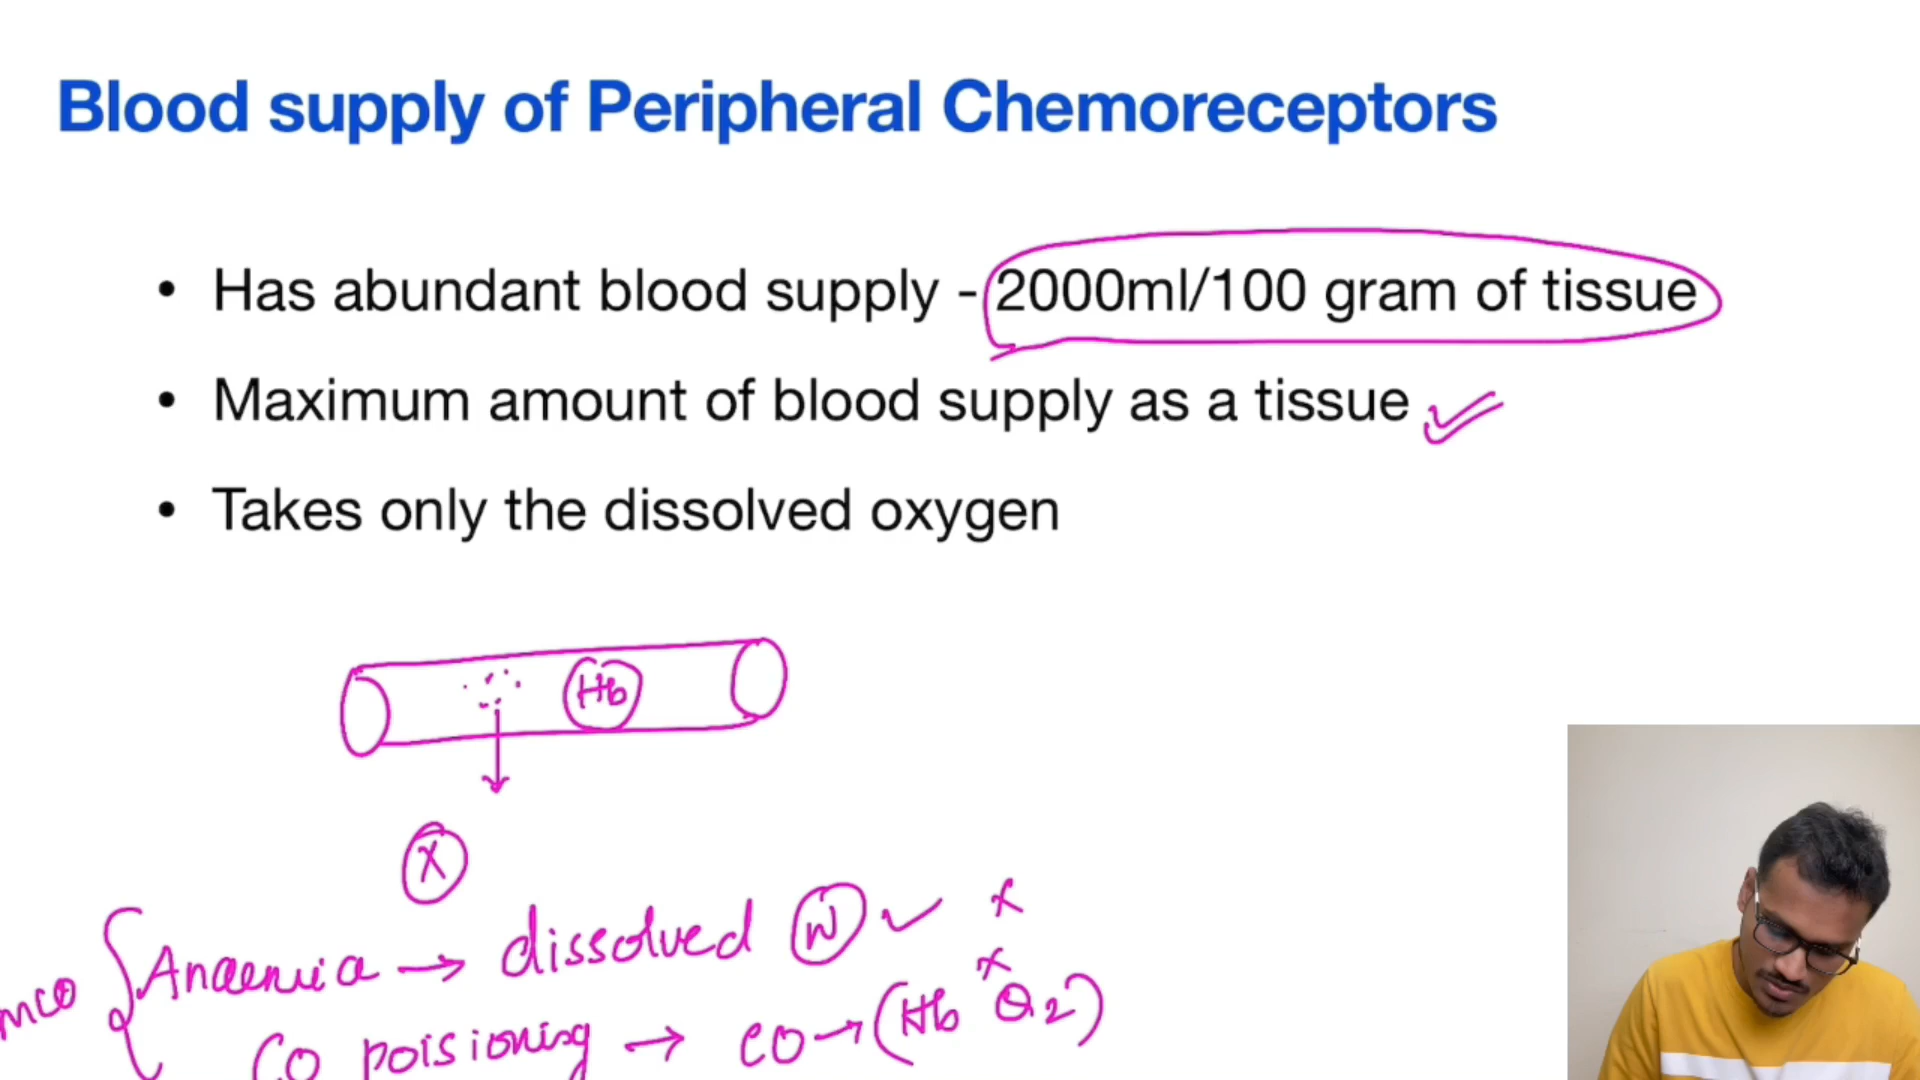 Blood supply of Peripheral Chemoreceptors
• Has abundant blood supply - 2000ml/100 gram of tissue
• Maximum amount of blood supply as a tissue ✓
• Takes only the dissolved oxygen
Hb
X
Anaemia → dissolved N ✓ x
x
CO poisioning → CO → (Hb O2)